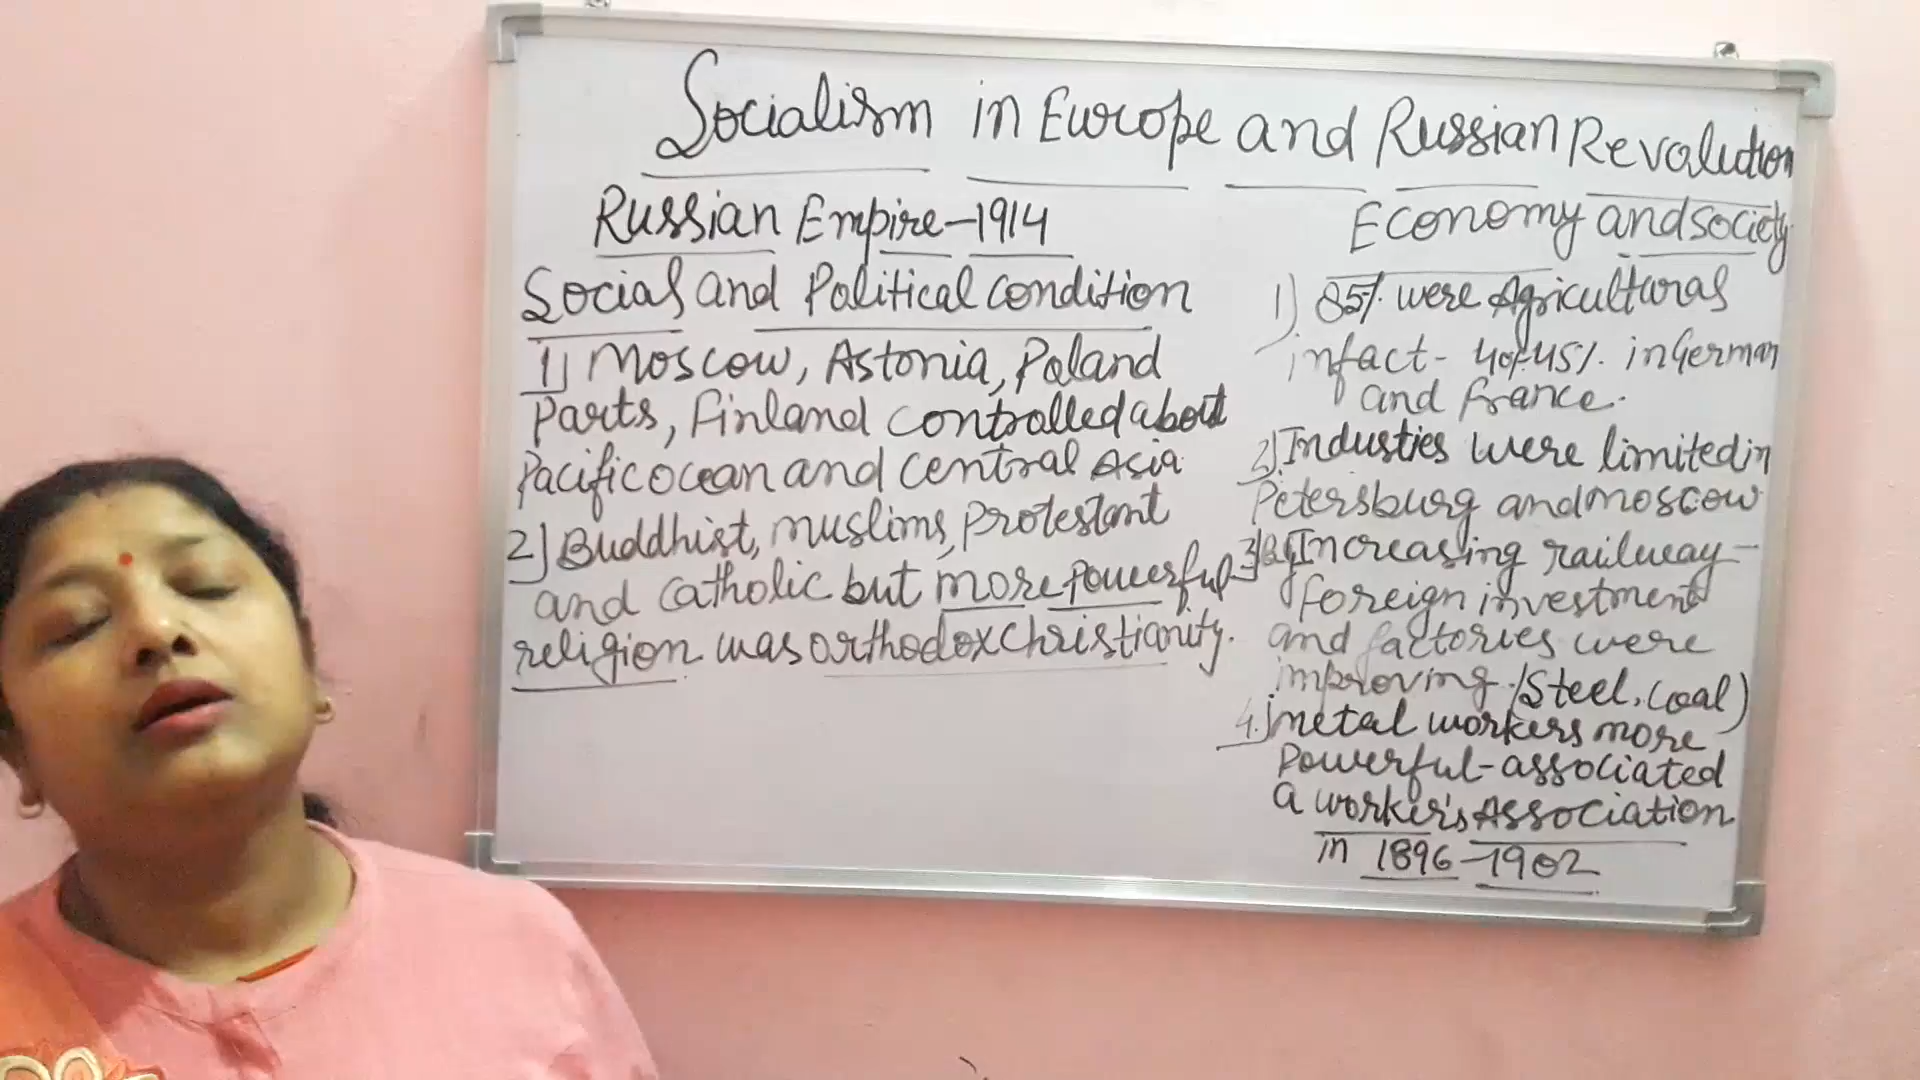 Socialism in Europe and Russian Revolution
Russian Empire-1914
Social and Political condition
1) Moscow, Astonia, Poland
Parts, Finland controlled about
Pacific ocean and central Asia
2) Buddhist, muslims, Protestant
and catholic but more powerful
religion was orthodox christianity.
Economy and society
1) 85% were Agricultural
infact - 40%-45% in German
and france.
2) Industies were limited in
Petersburg and moscow
3) Increasing railway-
foreign investment
and factories were
improving. (Steel, Coal)
4.) metal workers more
Powerful-associated
a worker's Association
in 1896-1902